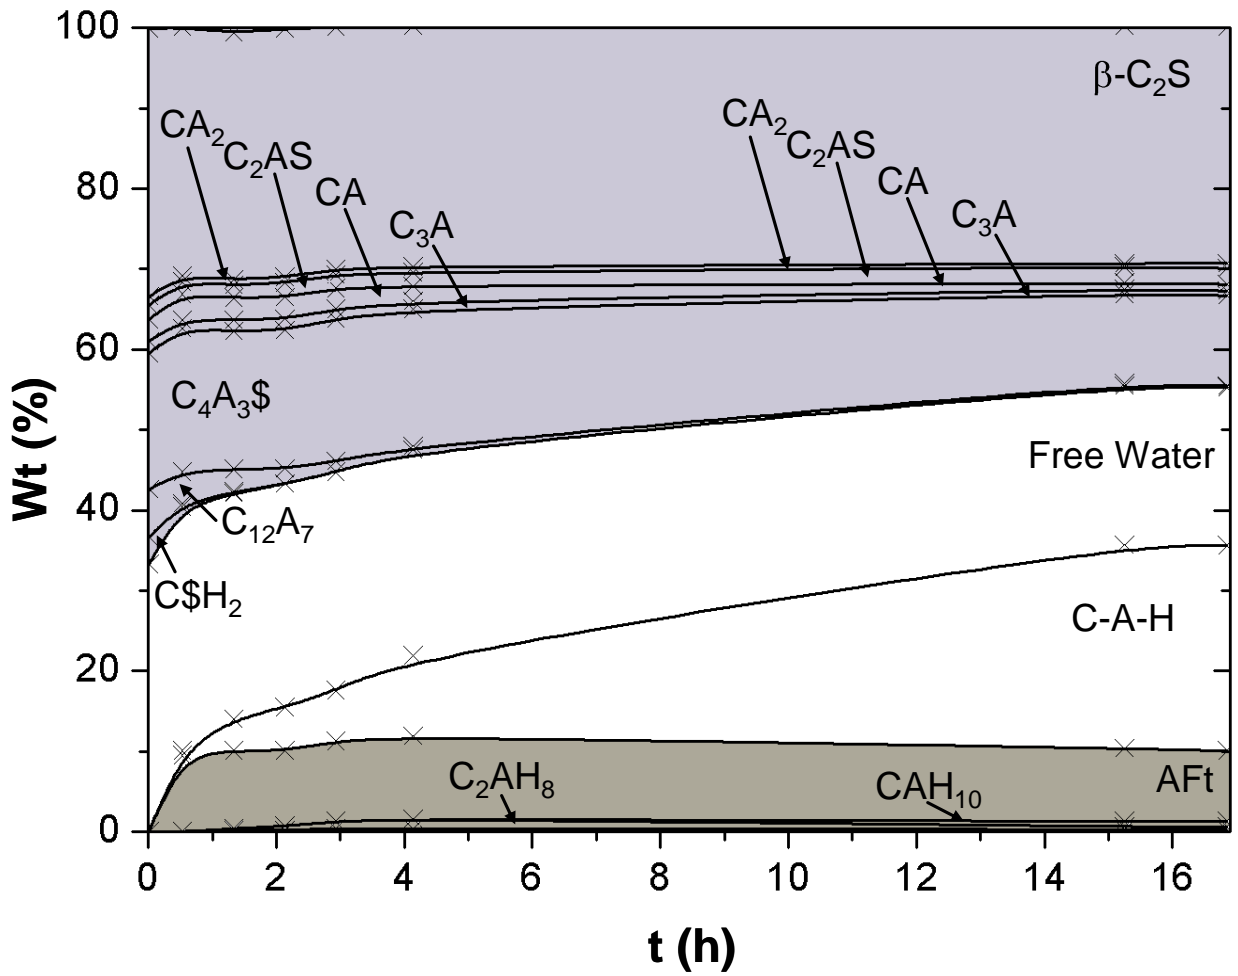 100
β-C₂S
CA₂
C₂AS
CA
C₃A
CA₂
C₂AS
CA
C₃A
80
60
C₄A₃$
Wt (%)
Free Water
40
C₁₂A₇
C$H₂
C-A-H
20
C₂AH₈
CAH₁₀
AFt
0
0 2 4 6 8 10 12 14 16
t (h)